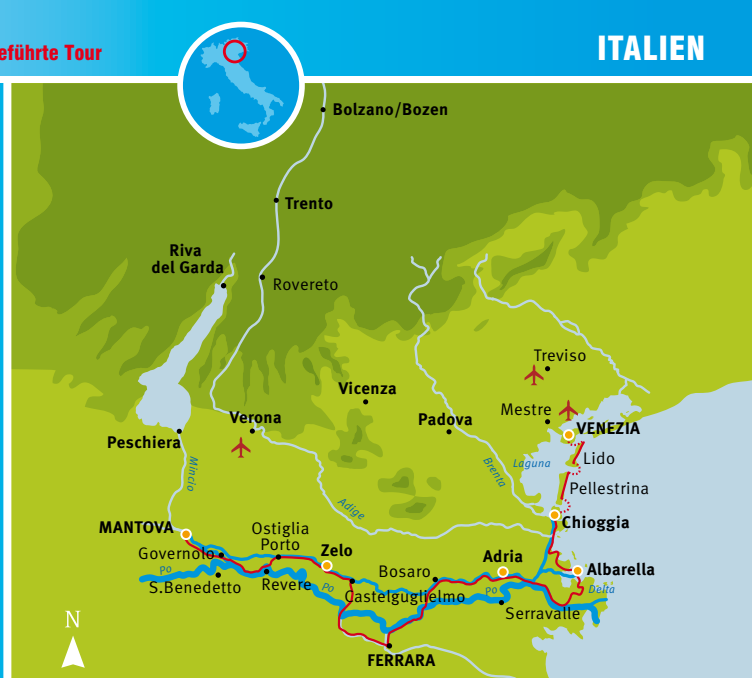 eführte Tour
ITALIEN
Bolzano/Bozen
Trento
Riva
del Garda
Rovereto
Treviso
Vicenza
Mestre
Verona
Padova
VENEZIA
Peschiera
Lido
Laguna
Mincio
Brenta
Pellestrina
Adige
Chioggia
MANTOVA
Ostiglia
Porto
Zelo
Governolo
Adria
Albarella
Po
Bosaro
S.Benedetto
Revere
Po
Castelguglielmo
Po
Delta
Serravalle
N
FERRARA